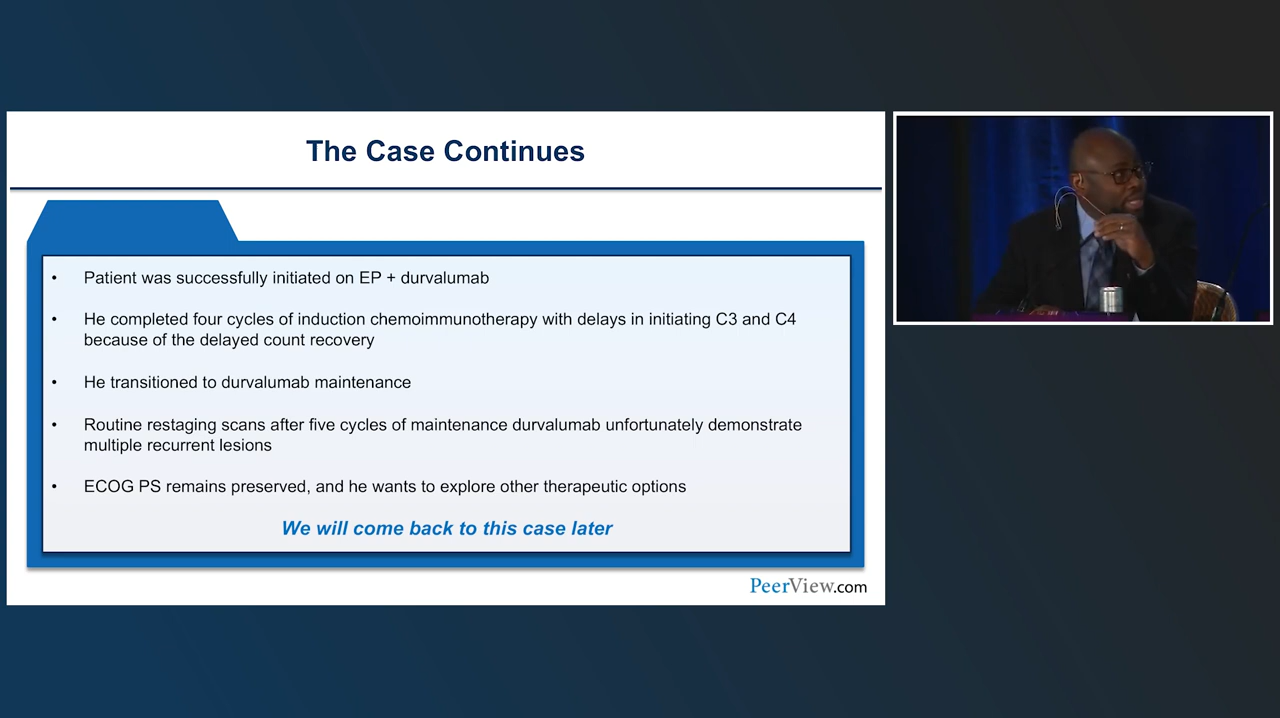 The Case Continues
• Patient was successfully initiated on EP + durvalumab
• He completed four cycles of induction chemoimmunotherapy with delays in initiating C3 and C4
because of the delayed count recovery
• He transitioned to durvalumab maintenance
• Routine restaging scans after five cycles of maintenance durvalumab unfortunately demonstrate
multiple recurrent lesions
• ECOG PS remains preserved, and he wants to explore other therapeutic options
We will come back to this case later
PeerView.com